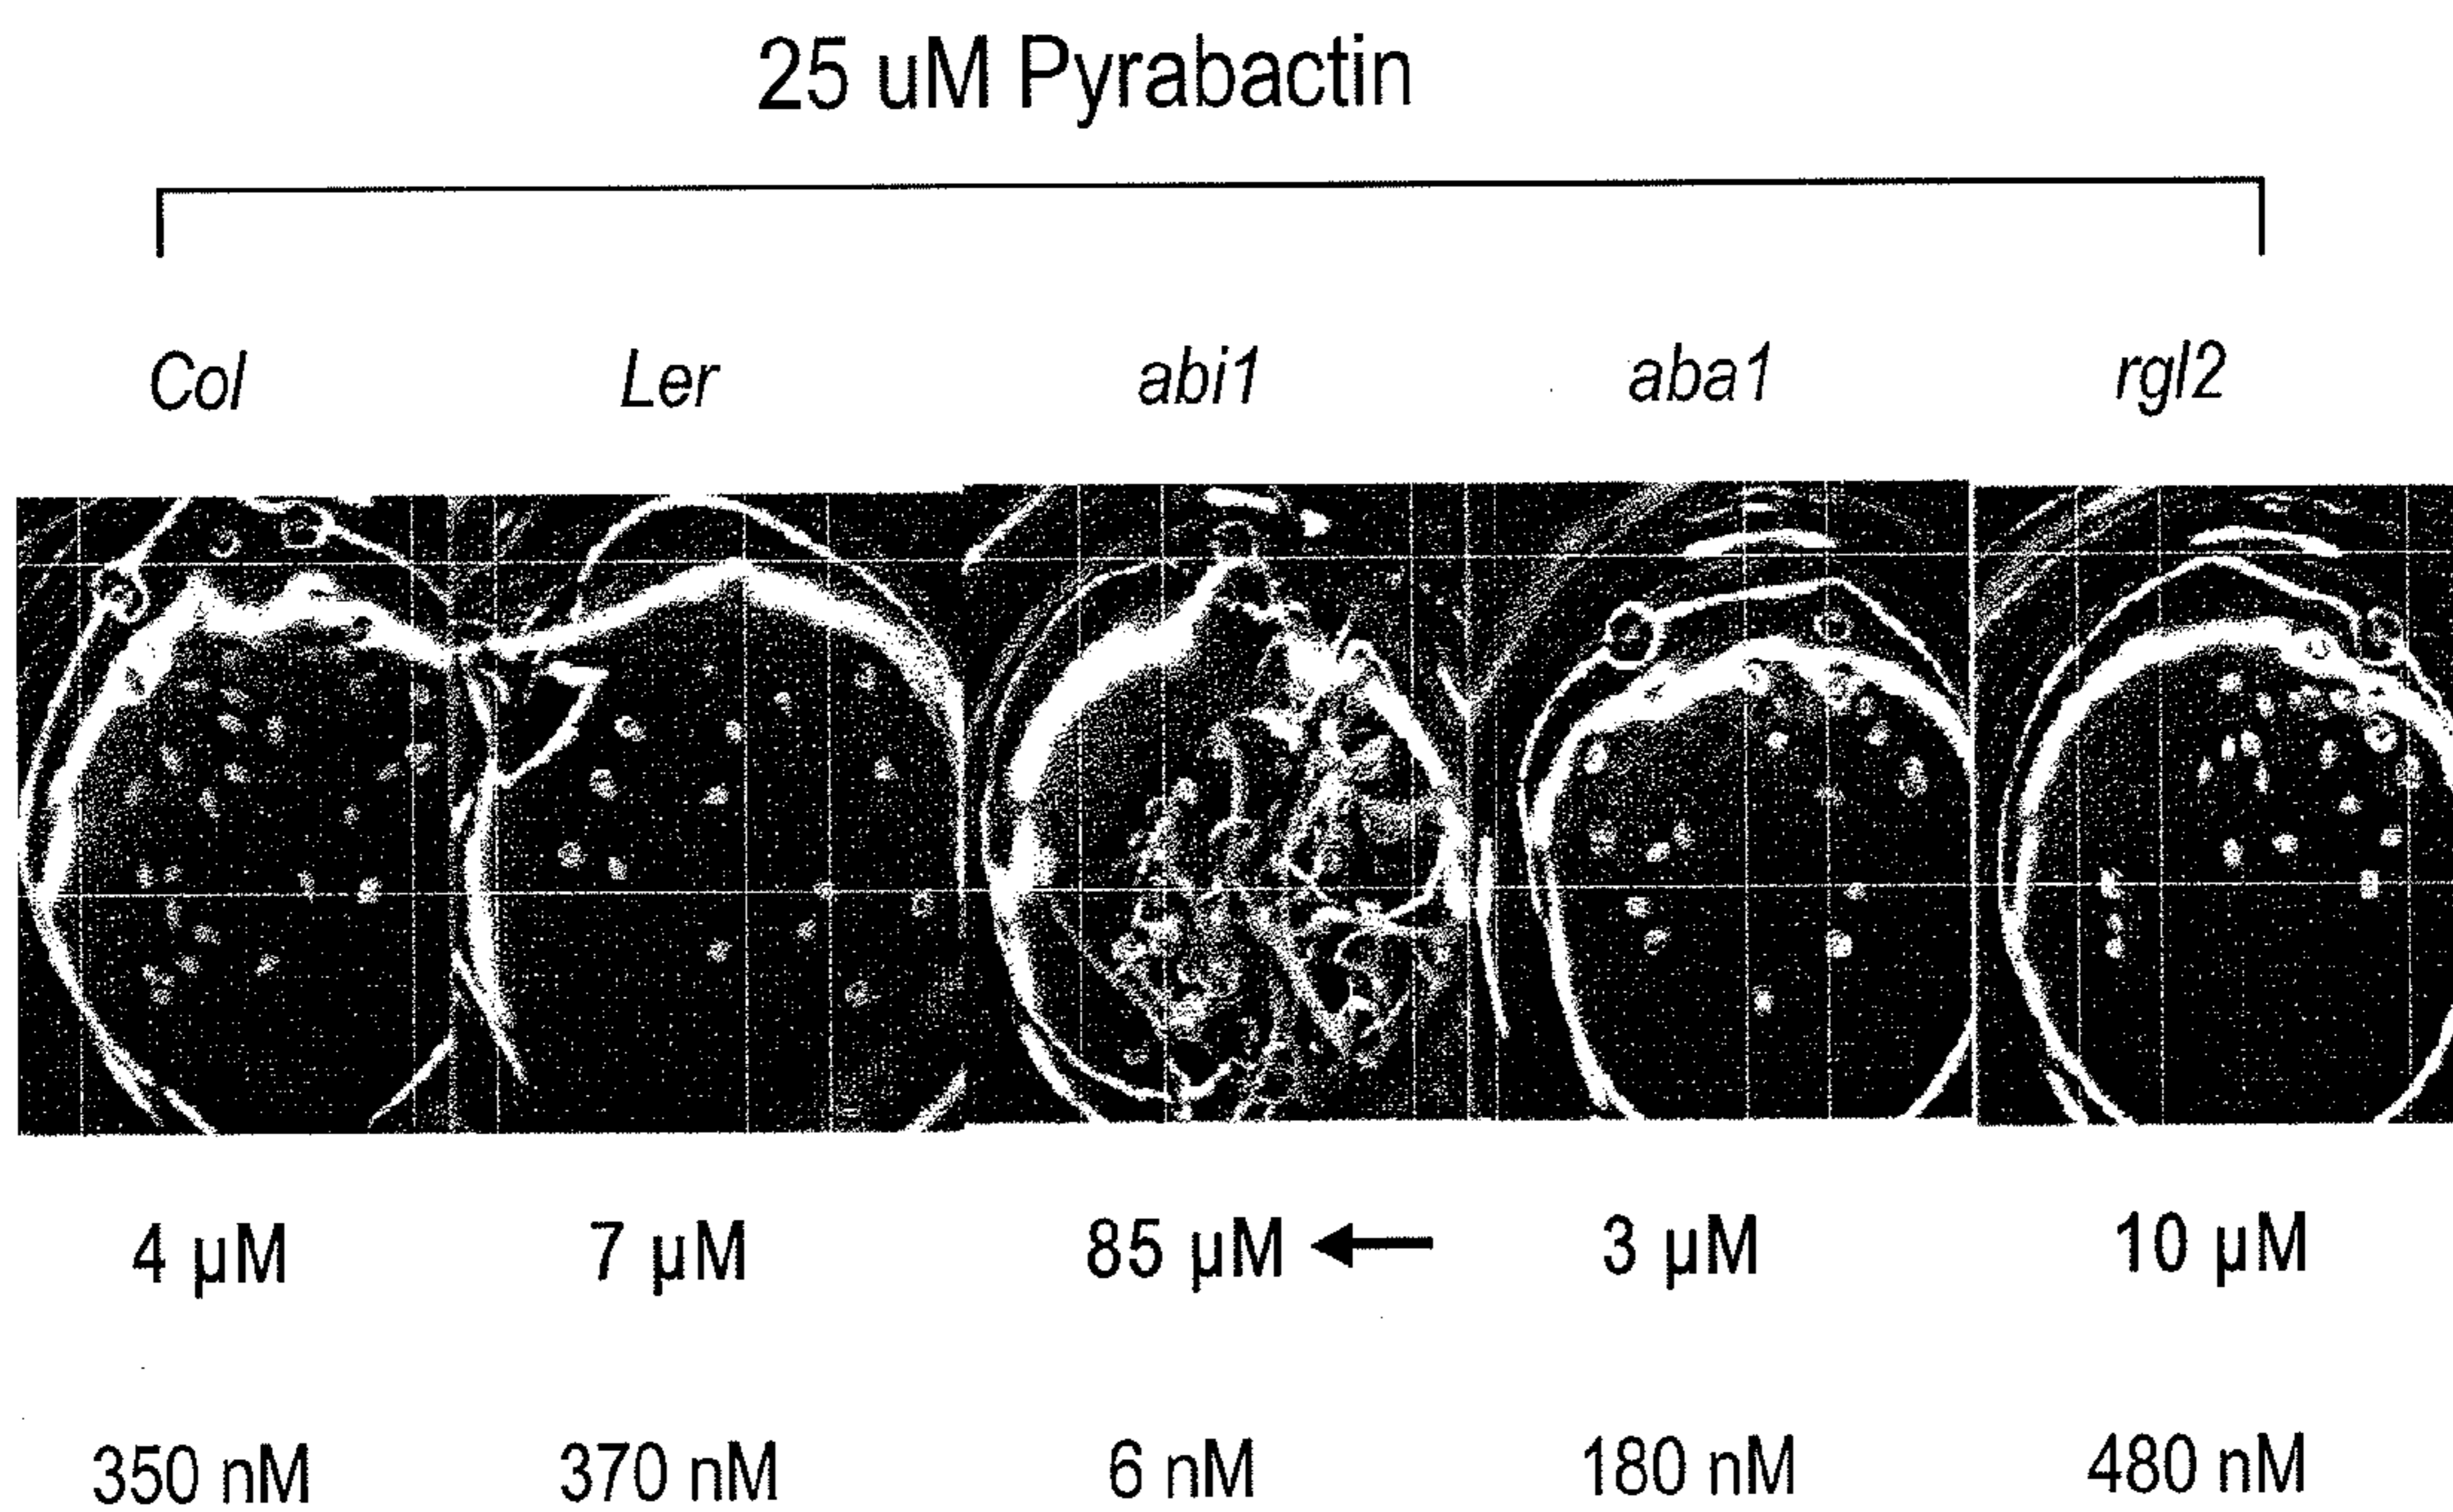 25 uM Pyrabactin
Col Ler abi1 aba1 rgl2
4 µM 7 µM 85 µM 3 µM 10 µM
350 nM 370 nM 6 nM 180 nM 480 nM